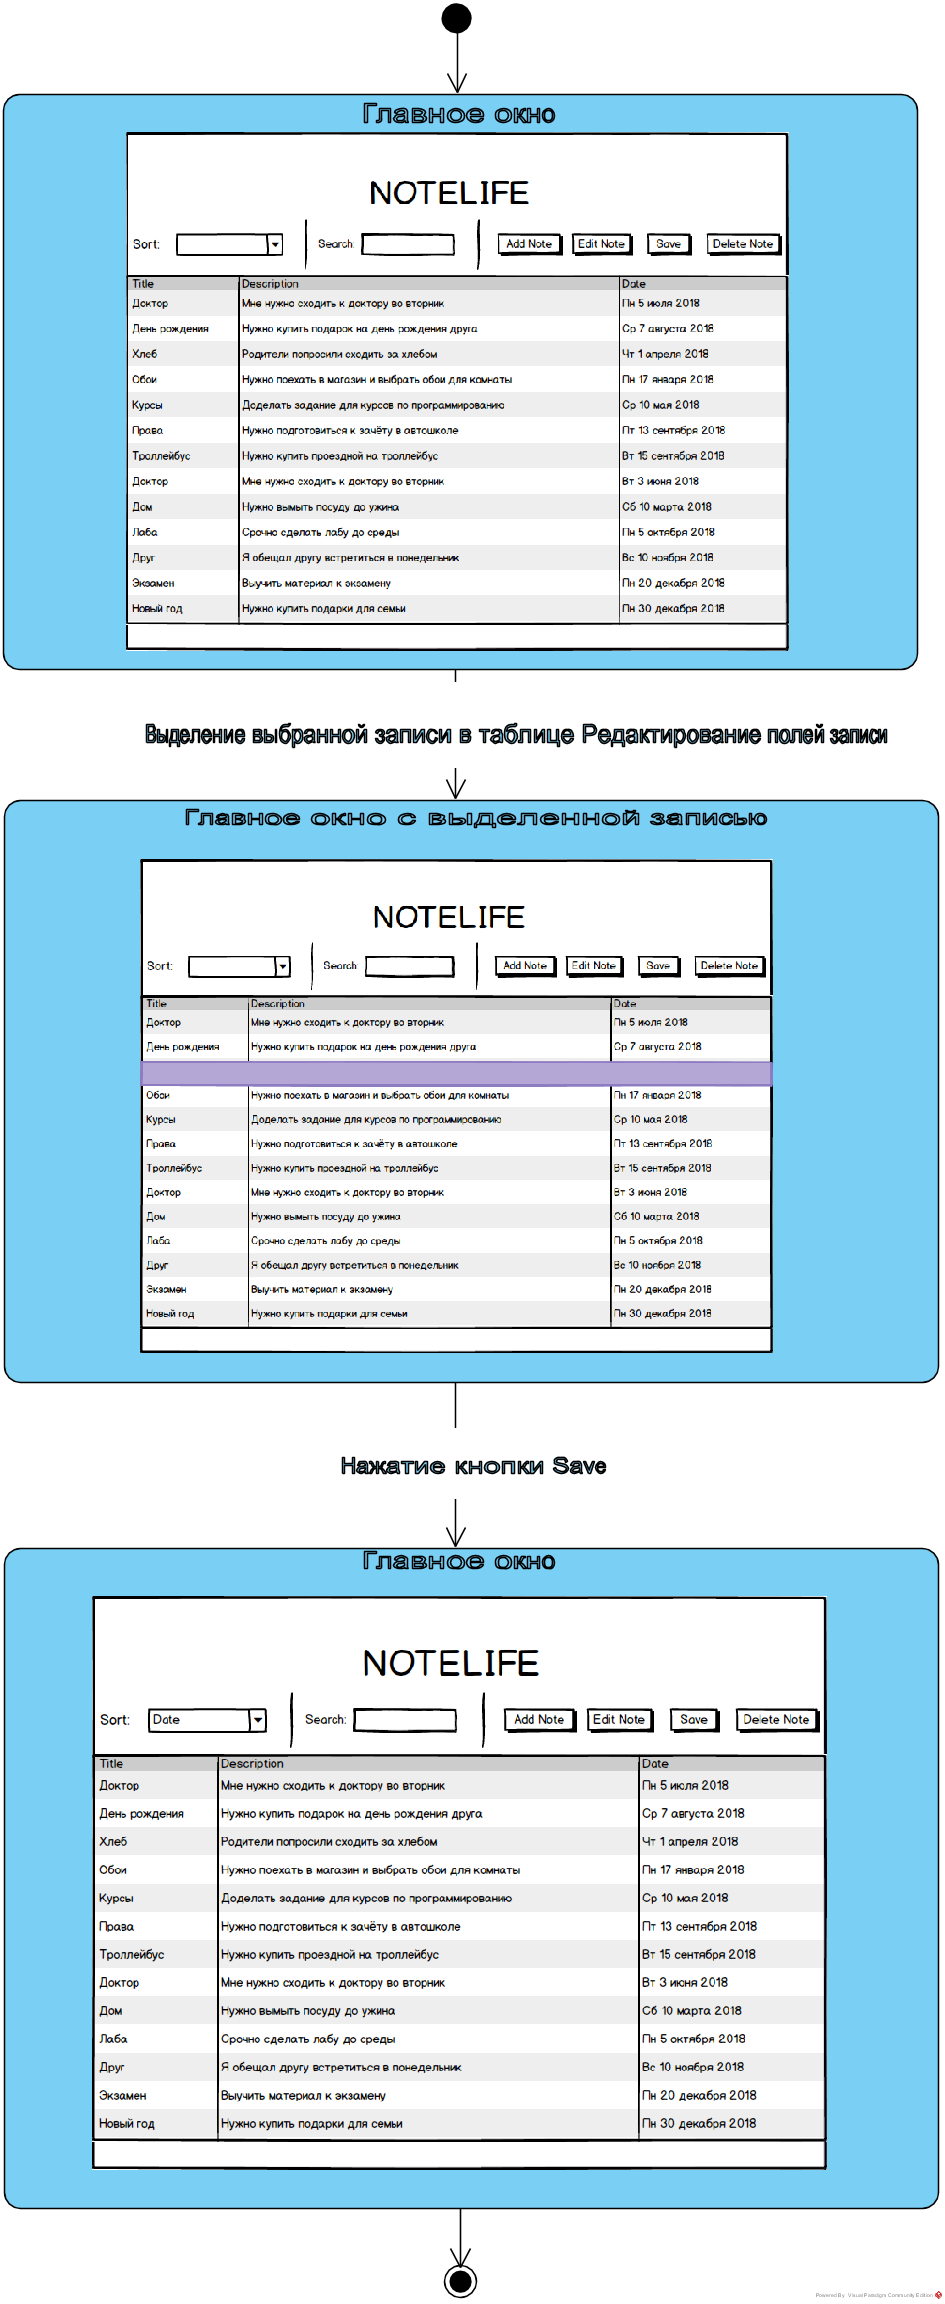 Главное окно
NOTELIFE
Sort: Search: Add Note Edit Note Save Delete Note
Title Description Date
Доктор Мне нужно сходить к доктору во вторник Пн 5 июля 2018
День рождения Нужно купить подарок на день рождения друга Ср 7 августа 2018
Хлеб Родители попросили сходить за хлебом Чт 1 апреля 2018
Обои Нужно поехать в магазин и выбрать обои для комнаты Пн 17 января 2018
Курсы Доделать задание для курсов по программированию Ср 10 мая 2018
Права Нужно подготовиться к зачёту в автошколе Пт 13 сентября 2018
Троллейбус Нужно купить проездной на троллейбус Вт 15 сентября 2018
Доктор Мне нужно сходить к доктору во вторник Вт 3 июня 2018
Дом Нужно вымыть посуду до ужина Сб 10 марта 2018
Лаба Срочно сделать лабу до среды Пн 5 октября 2018
Друг Я обещал другу встретиться в понедельник Вс 10 ноября 2018
Экзамен Выучить материал к экзамену Пн 20 декабря 2018
Новый год Нужно купить подарки для семьи Пн 30 декабря 2018
Выделение выбранной записи в таблице Редактирование полей записи
Главное окно с выделенной записью
NOTELIFE
Sort: Search: Add Note Edit Note Save Delete Note
Title Description Date
Доктор Мне нужно сходить к доктору во вторник Пн 5 июля 2018
День рождения Нужно купить подарок на день рождения друга Ср 7 августа 2018
Обои Нужно поехать в магазин и выбрать обои для комнаты Пн 17 января 2018
Курсы Доделать задание для курсов по программированию Ср 10 мая 2018
Права Нужно подготовиться к зачёту в автошколе Пт 13 сентября 2018
Троллейбус Нужно купить проездной на троллейбус Вт 15 сентября 2018
Доктор Мне нужно сходить к доктору во вторник Вт 3 июня 2018
Дом Нужно вымыть посуду до ужина Сб 10 марта 2018
Лаба Срочно сделать лабу до среды Пн 5 октября 2018
Друг Я обещал другу встретиться в понедельник Вс 10 ноября 2018
Экзамен Выучить материал к экзамену Пн 20 декабря 2018
Новый год Нужно купить подарки для семьи Пн 30 декабря 2018
Нажатие кнопки Save
Главное окно
NOTELIFE
Sort: Date Search: Add Note Edit Note Save Delete Note
Title Description Date
Доктор Мне нужно сходить к доктору во вторник Пн 5 июля 2018
День рождения Нужно купить подарок на день рождения друга Ср 7 августа 2018
Хлеб Родители попросили сходить за хлебом Чт 1 апреля 2018
Обои Нужно поехать в магазин и выбрать обои для комнаты Пн 17 января 2018
Курсы Доделать задание для курсов по программированию Ср 10 мая 2018
Права Нужно подготовиться к зачёту в автошколе Пт 13 сентября 2018
Троллейбус Нужно купить проездной на троллейбус Вт 15 сентября 2018
Доктор Мне нужно сходить к доктору во вторник Вт 3 июня 2018
Дом Нужно вымыть посуду до ужина Сб 10 марта 2018
Лаба Срочно сделать лабу до среды Пн 5 октября 2018
Друг Я обещал другу встретиться в понедельник Вс 10 ноября 2018
Экзамен Выучить материал к экзамену Пн 20 декабря 2018
Новый год Нужно купить подарки для семьи Пн 30 декабря 2018
Powered By Visual Paradigm Community Edition